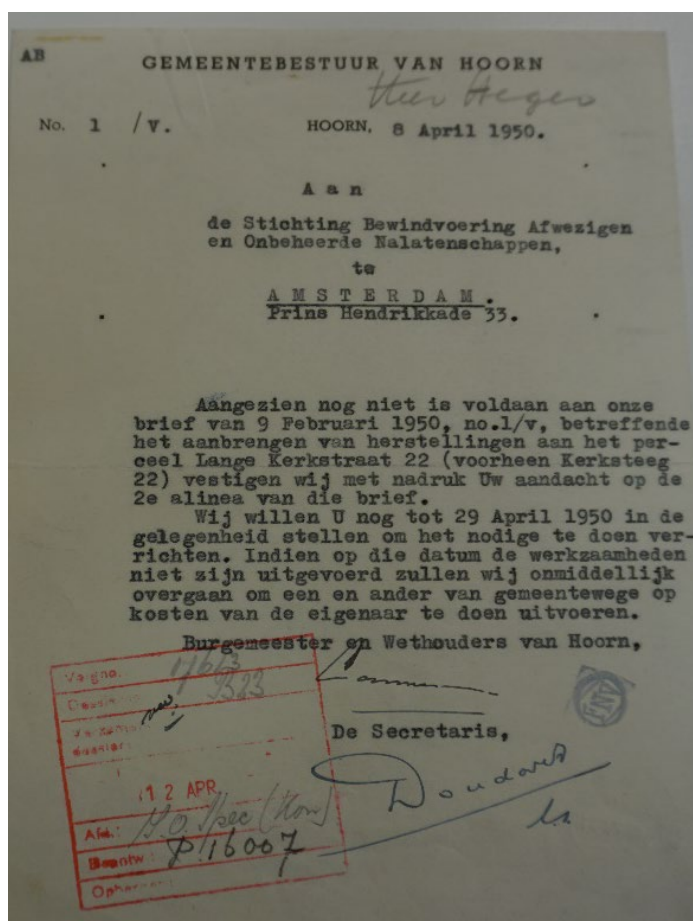 AB
GEMEENTEBESTUUR VAN HOORN
No. 1 /V. HOORN, 8 April 1950.
Aan
de Stichting Bewindvoering Afwezigen
en Onbeheerde Nalatenschappen,
te
AMSTERDAM.
Prins Hendrikkade 33.
Aangezien nog niet is voldaan aan onze
brief van 9 Februari 1950, no.1/v, betreffende
het aanbrengen van herstellingen aan het per-
ceel Lange Kerkstraat 22 (voorheen Kerksteeg
22) vestigen wij met nadruk Uw aandacht op de
2e alinea van die brief.
Wij willen U nog tot 29 April 1950 in de
gelegenheid stellen om het nodige te doen ver-
richten. Indien op die datum de werkzaamheden
niet zijn uitgevoerd zullen wij onmiddellijk
overgaan om een en ander van gemeentewege op
kosten van de eigenaar te doen uitvoeren.
Burgemeester en Wethouders van Hoorn,
De Secretaris,
Volgno.
9323
12 APR.
Afd.:
Beantw.: P.16007